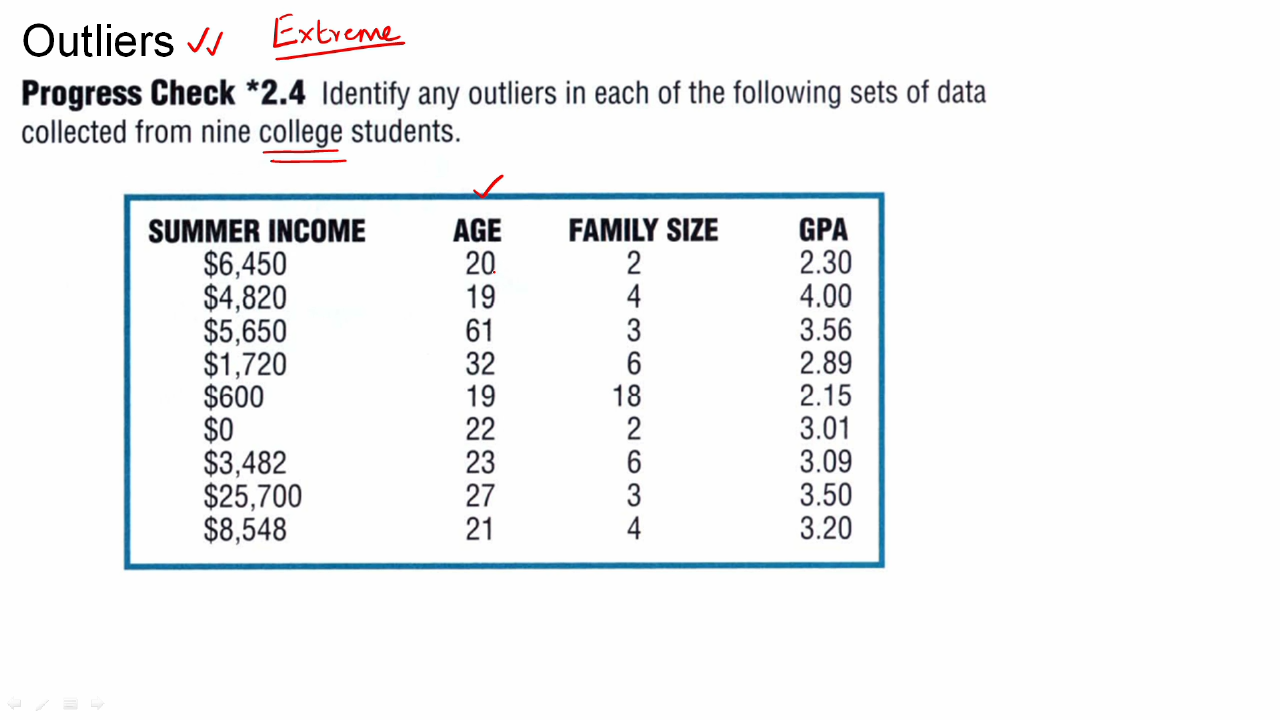 Outliers Extreme
Progress Check *2.4 Identify any outliers in each of the following sets of data
collected from nine college students.
SUMMER INCOME AGE FAMILY SIZE GPA
$6,450 20 2 2.30
$4,820 19 4 4.00
$5,650 61 3 3.56
$1,720 32 6 2.89
$600 19 18 2.15
$0 22 2 3.01
$3,482 23 6 3.09
$25,700 27 3 3.50
$8,548 21 4 3.20